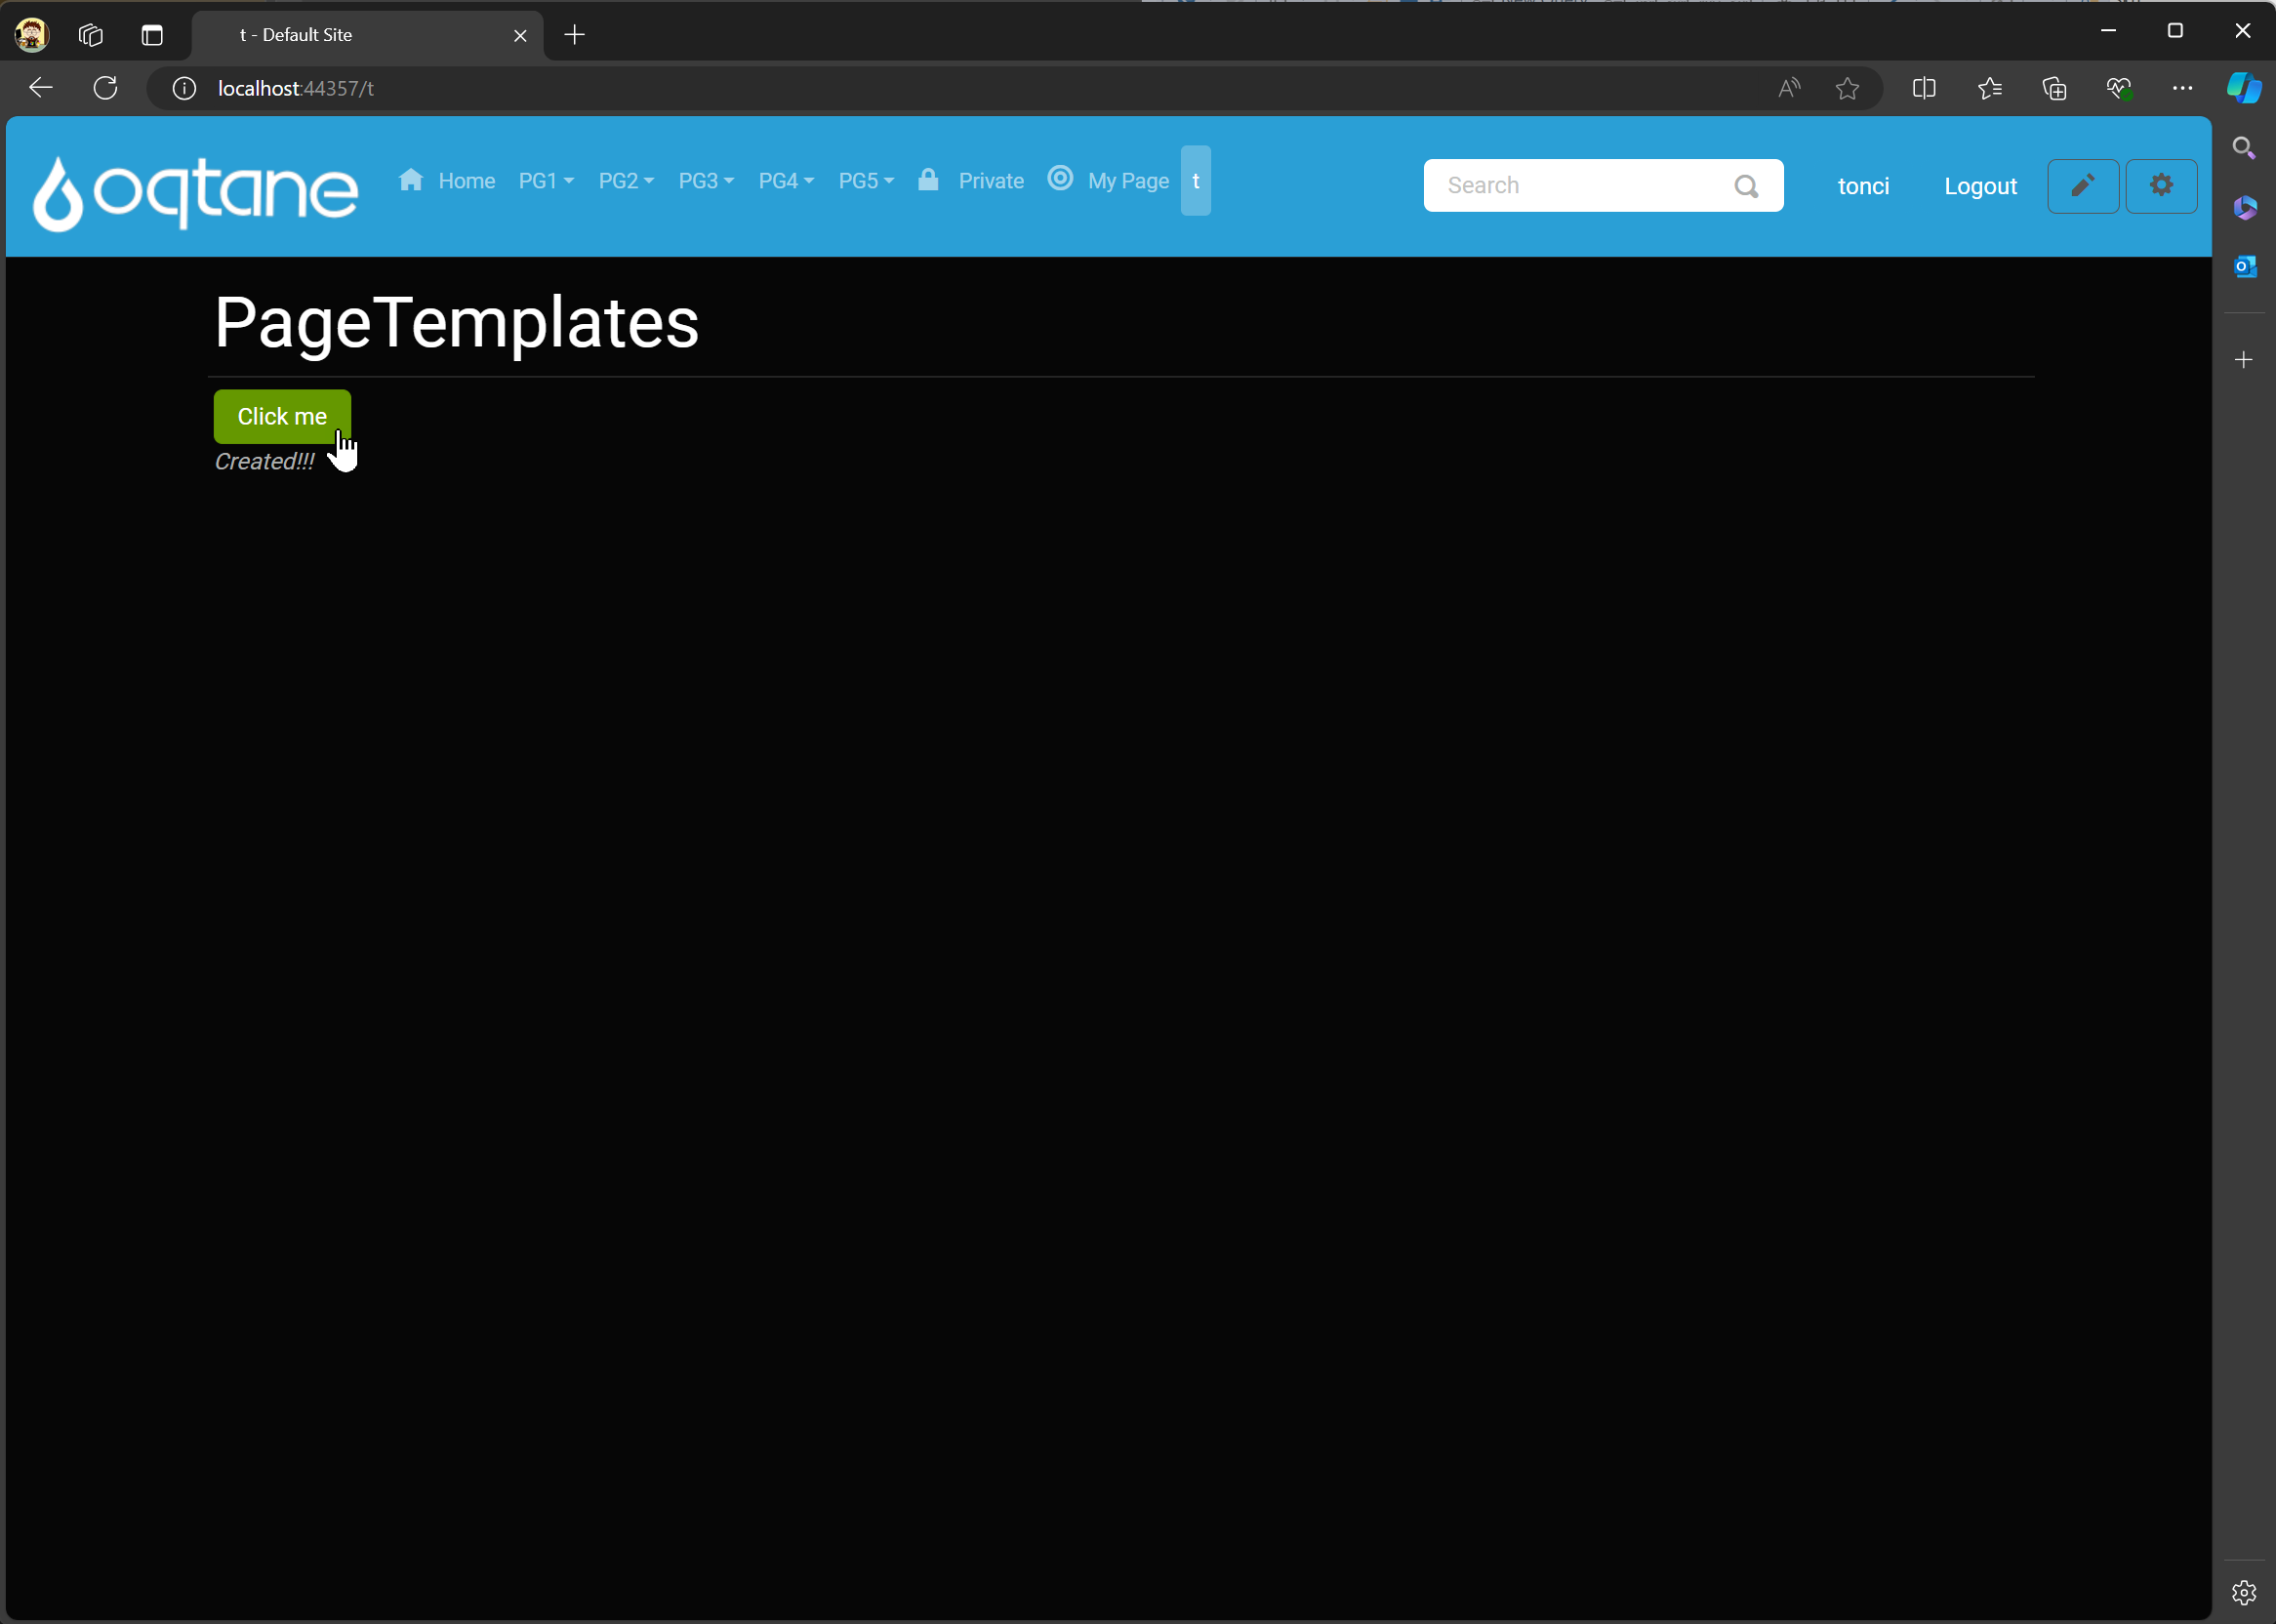 t - Default Site
localhost:44357/t
oqtane
Home PG1 PG2 PG3 PG4 PG5 Private My Page t
Search
tonci Logout
PageTemplates
Click me
Created!!!